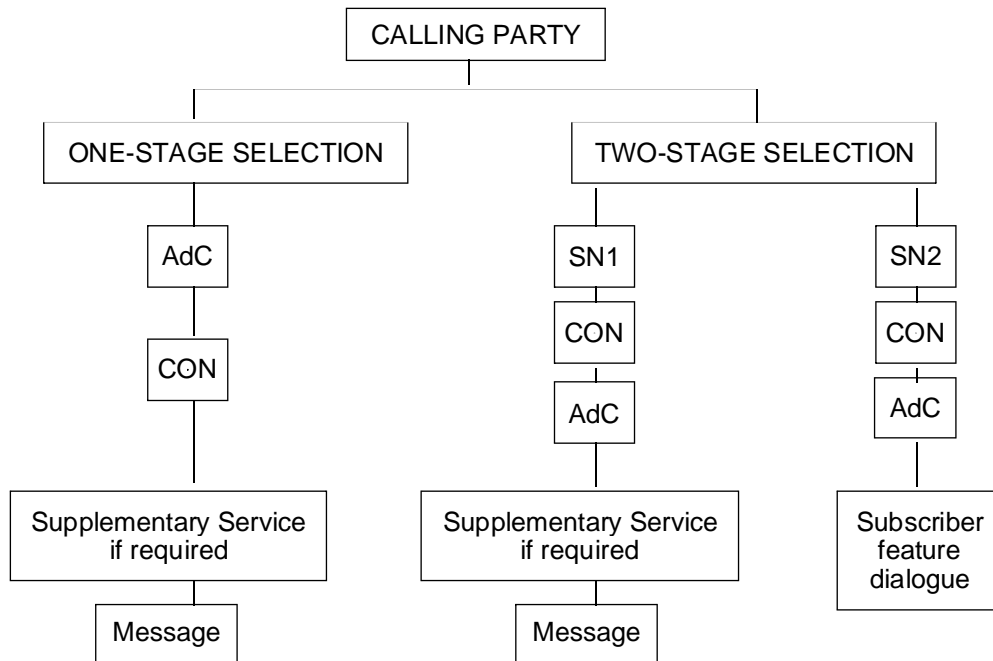 CALLING PARTY
ONE-STAGE SELECTION
TWO-STAGE SELECTION
AdC
SN1
SN2
CON
CON
CON
AdC
AdC
Supplementary Service
if required
Supplementary Service
if required
Subscriber
feature
dialogue
Message
Message